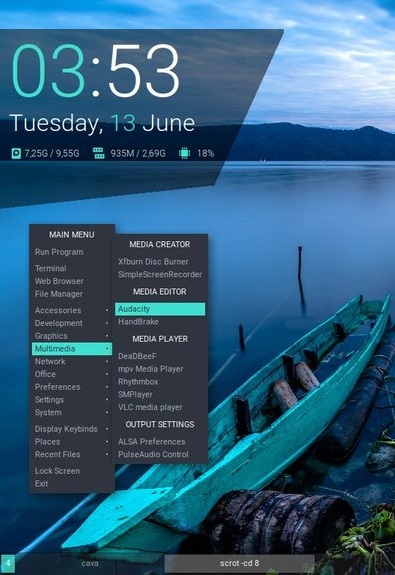 03:53
Tuesday, 13 June
7,25G / 9,55G 935M / 2,69G 18%
MAIN MENU
Run Program
Terminal
Web Browser
File Manager
Accessories
Development
Graphics
Multimedia
Network
Office
Preferences
Settings
System
Display Keybinds
Places
Recent Files
Lock Screen
Exit
MEDIA CREATOR
Xfburn Disc Burner
SimpleScreenRecorder
MEDIA EDITOR
Audacity
HandBrake
MEDIA PLAYER
DeaDBeeF
mpv Media Player
Rhythmbox
SMPlayer
VLC media player
OUTPUT SETTINGS
ALSA Preferences
PulseAudio Control
4 cava scrot -cd 8